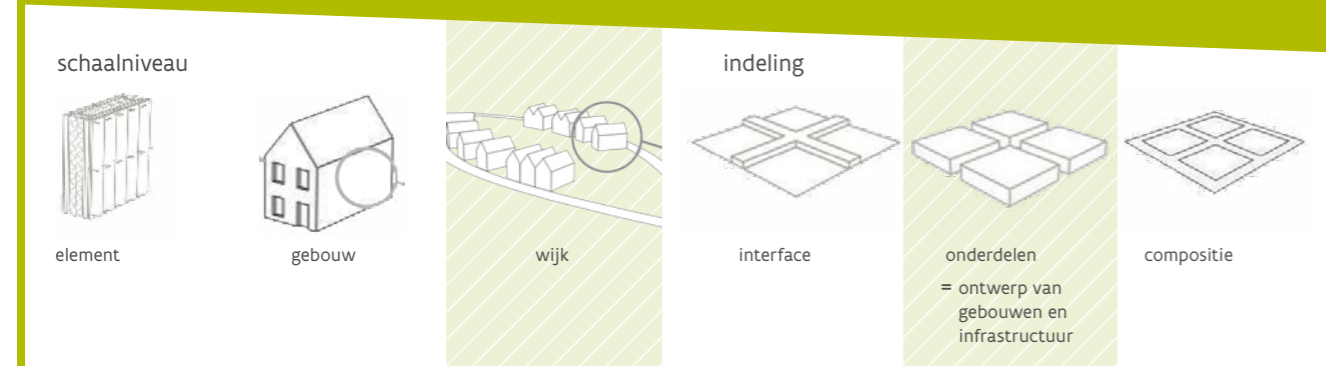 schaalniveau
indeling
element
gebouw
wijk
interface
onderdelen
= ontwerp van
gebouwen en
infrastructuur
compositie